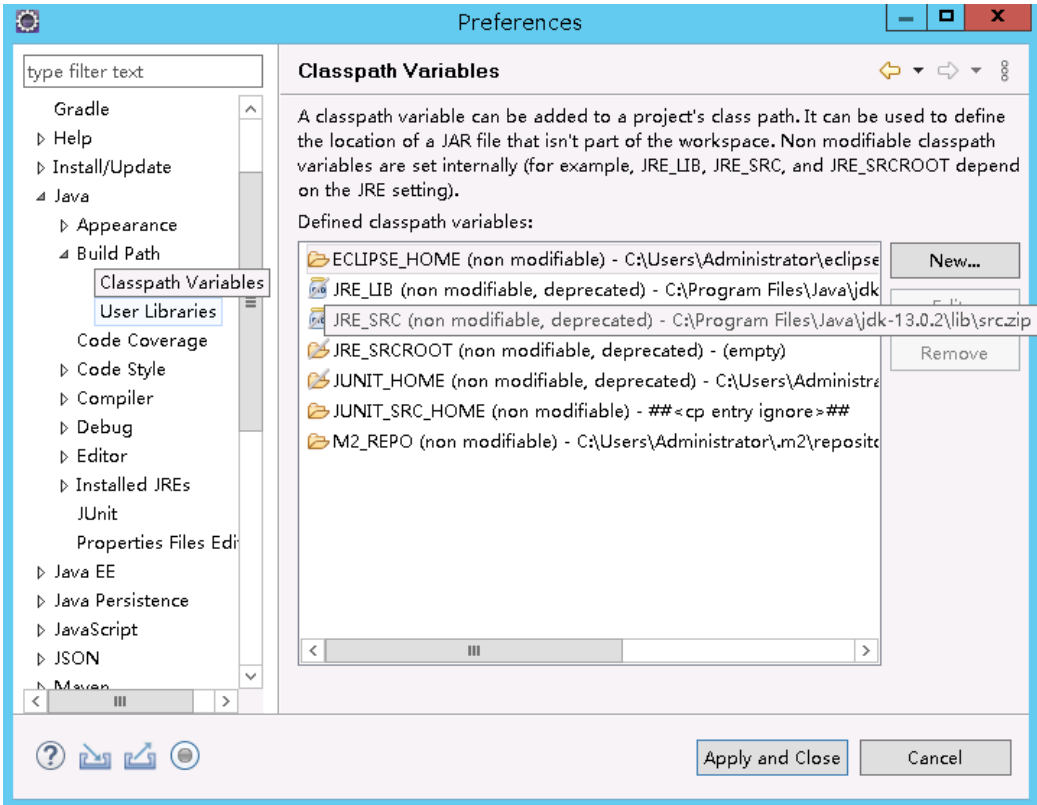 Preferences
type filter text
Gradle
Help
Install/Update
Java
Appearance
Build Path
Classpath Variables
User Libraries
Code Coverage
Code Style
Compiler
Debug
Editor
Installed JREs
JUnit
Properties Files Edi
Java EE
Java Persistence
JavaScript
JSON
Maven
Classpath Variables
A classpath variable can be added to a project's class path. It can be used to define
the location of a JAR file that isn't part of the workspace. Non modifiable classpath
variables are set internally (for example, JRE_LIB, JRE_SRC, and JRE_SRCROOT depend
on the JRE setting).
Defined classpath variables:
ECLIPSE_HOME (non modifiable) - C:\Users\Administrator\eclipse
JRE_LIB (non modifiable, deprecated) - C:\Program Files\Java\jdk
JRE_SRC (non modifiable, deprecated) - C:\Program Files\Java\jdk-13.0.2\lib\src.zip
JRE_SRCROOT (non modifiable, deprecated) - (empty)
JUNIT_HOME (non modifiable, deprecated) - C:\Users\Administra
JUNIT_SRC_HOME (non modifiable) - ##<cp entry ignore>##
M2_REPO (non modifiable) - C:\Users\Administrator\.m2\reposito
New...
Remove
Apply and Close
Cancel